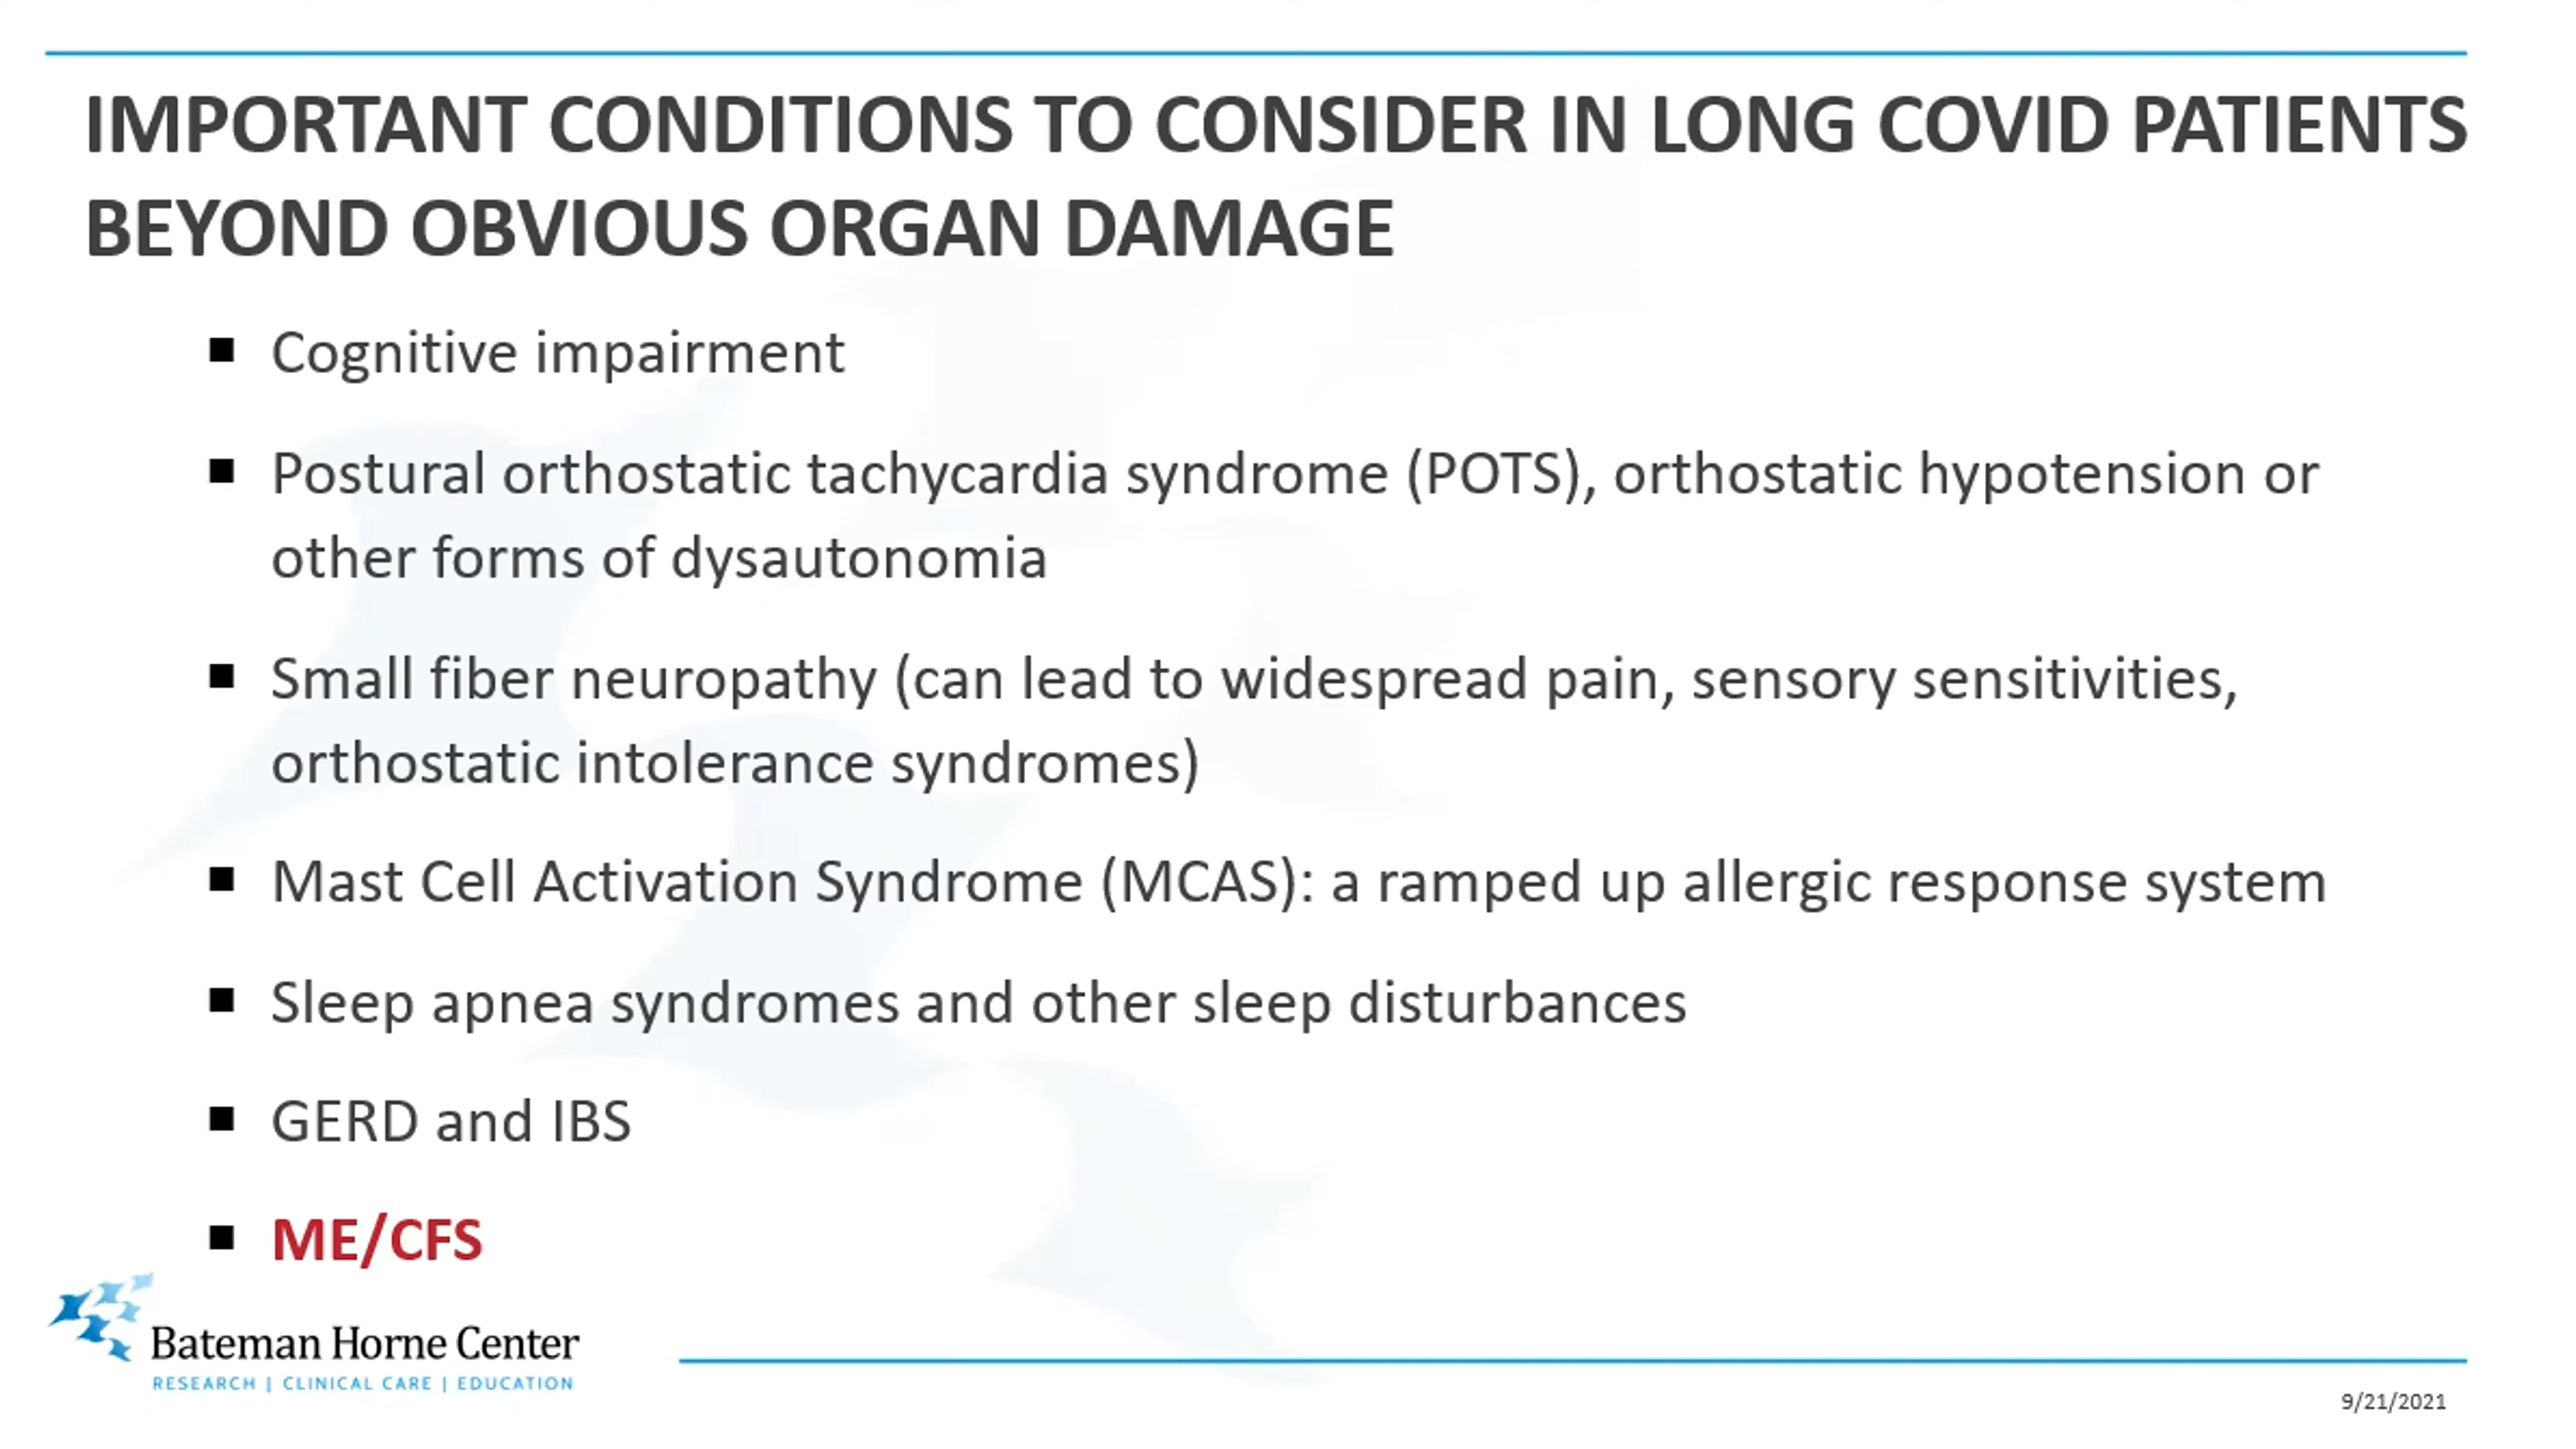 IMPORTANT CONDITIONS TO CONSIDER IN LONG COVID PATIENTS
BEYOND OBVIOUS ORGAN DAMAGE
■ Cognitive impairment
■ Postural orthostatic tachycardia syndrome (POTS), orthostatic hypotension or
other forms of dysautonomia
■ Small fiber neuropathy (can lead to widespread pain, sensory sensitivities,
orthostatic intolerance syndromes)
■ Mast Cell Activation Syndrome (MCAS): a ramped up allergic response system
■ Sleep apnea syndromes and other sleep disturbances
■ GERD and IBS
■ ME/CFS
Bateman Horne Center
RESEARCH | CLINICAL CARE | EDUCATION
9/21/2021